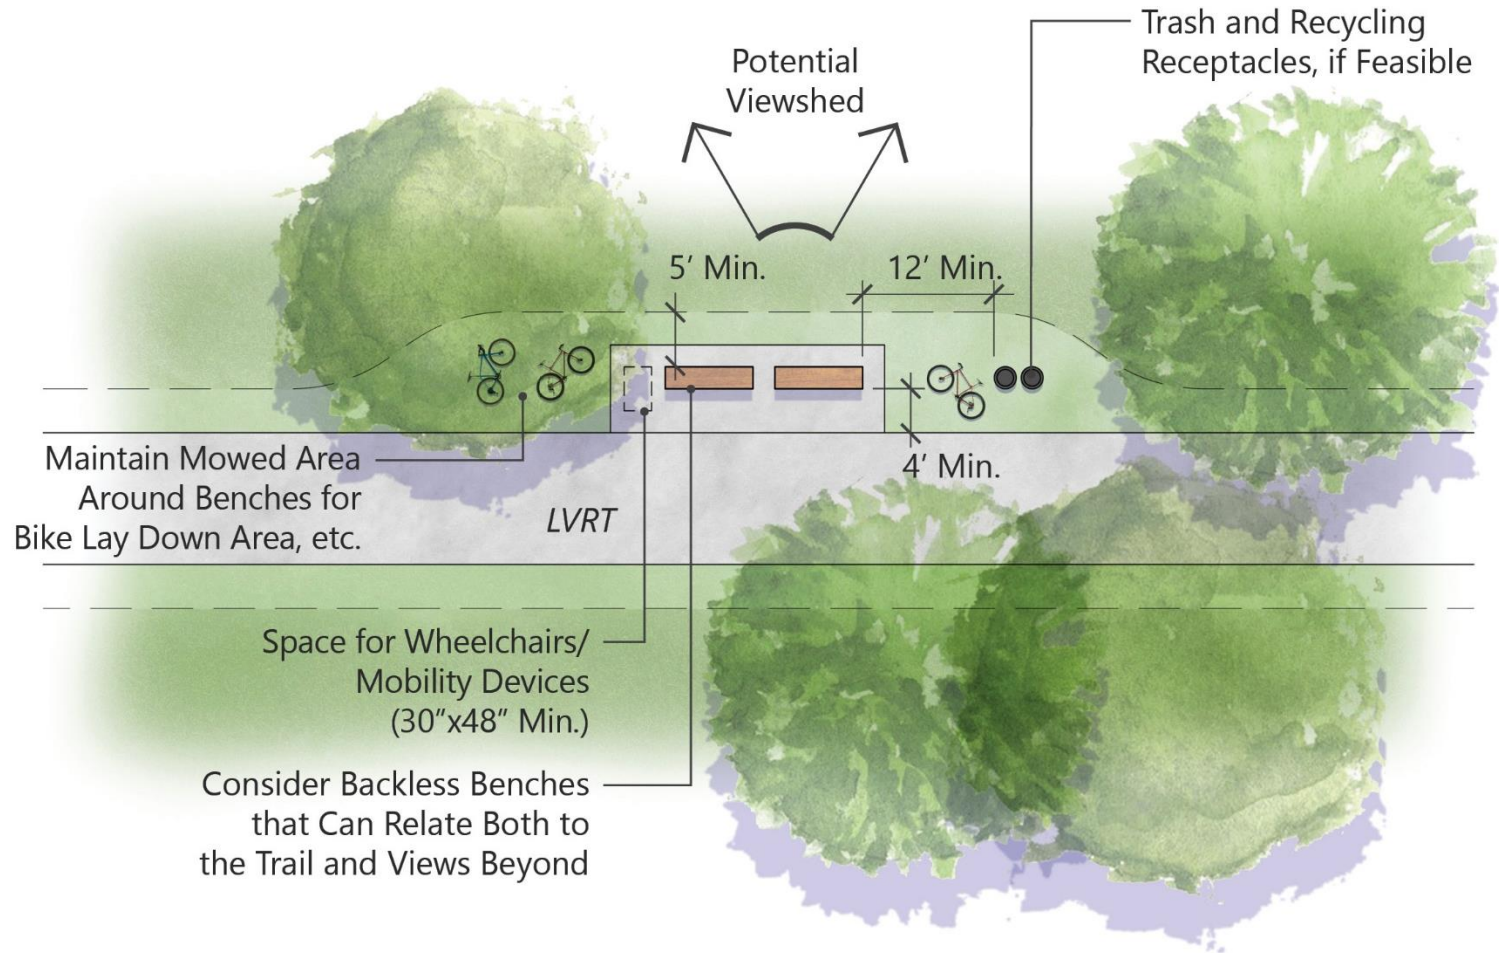 Trash and Recycling
Receptacles, if Feasible
Potential
Viewshed
5’ Min.
12’ Min.
4’ Min.
Maintain Mowed Area
Around Benches for
Bike Lay Down Area, etc.
LVRT
Space for Wheelchairs/
Mobility Devices
(30”x48” Min.)
Consider Backless Benches
that Can Relate Both to
the Trail and Views Beyond